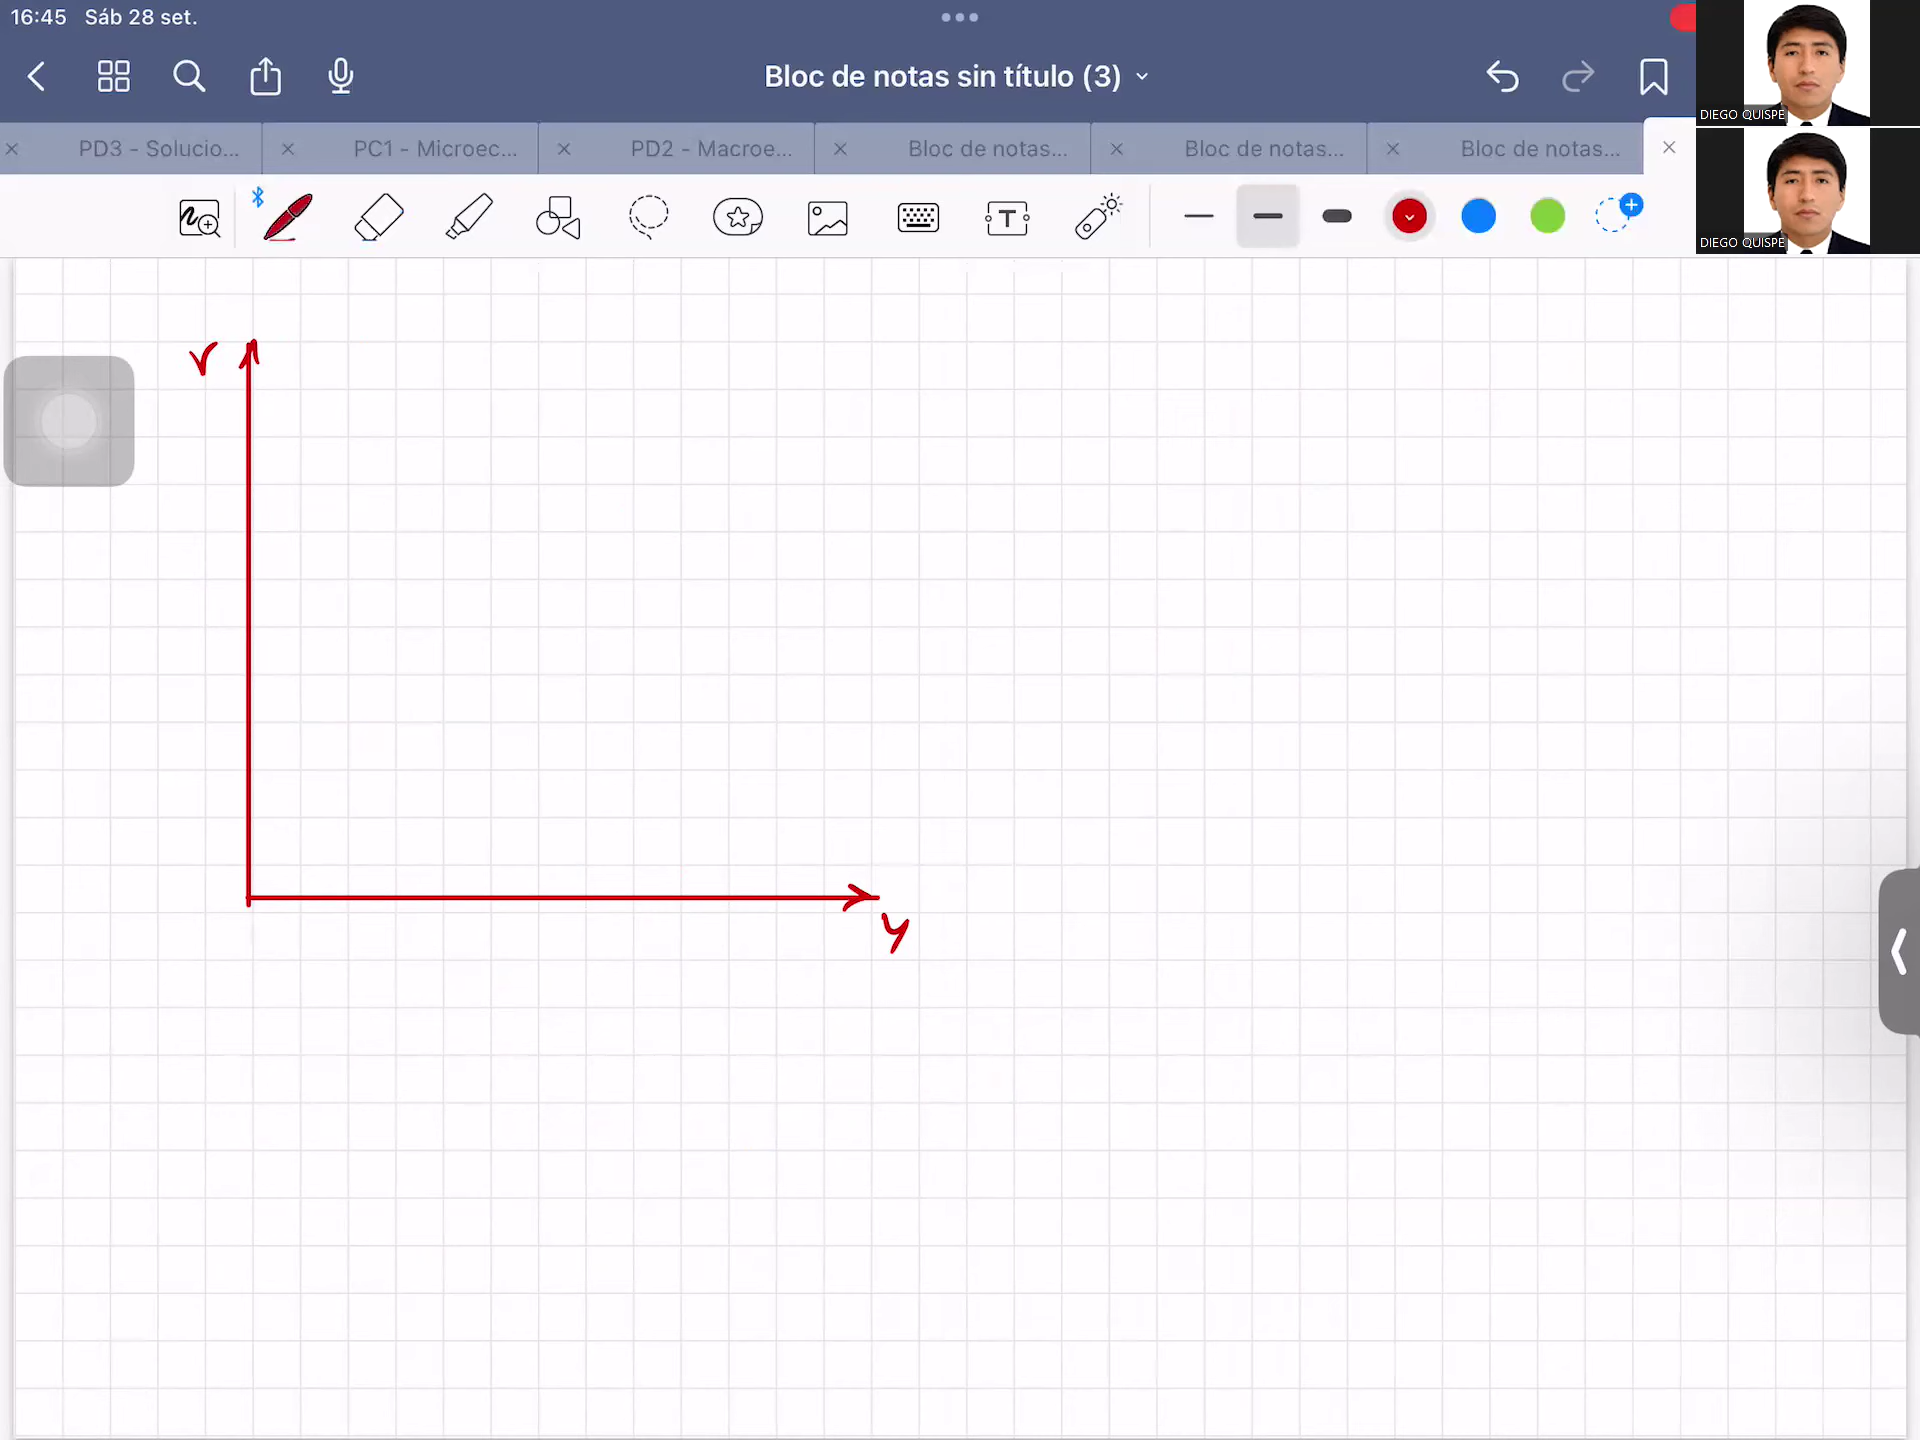 16:45 Sáb 28 set.
Bloc de notas sin título (3)
DIEGO QUISPE
PD3 - Solucio...
PC1 - Microec...
PD2 - Macroe...
Bloc de notas...
Bloc de notas...
Bloc de notas...
DIEGO QUISPE
r
y